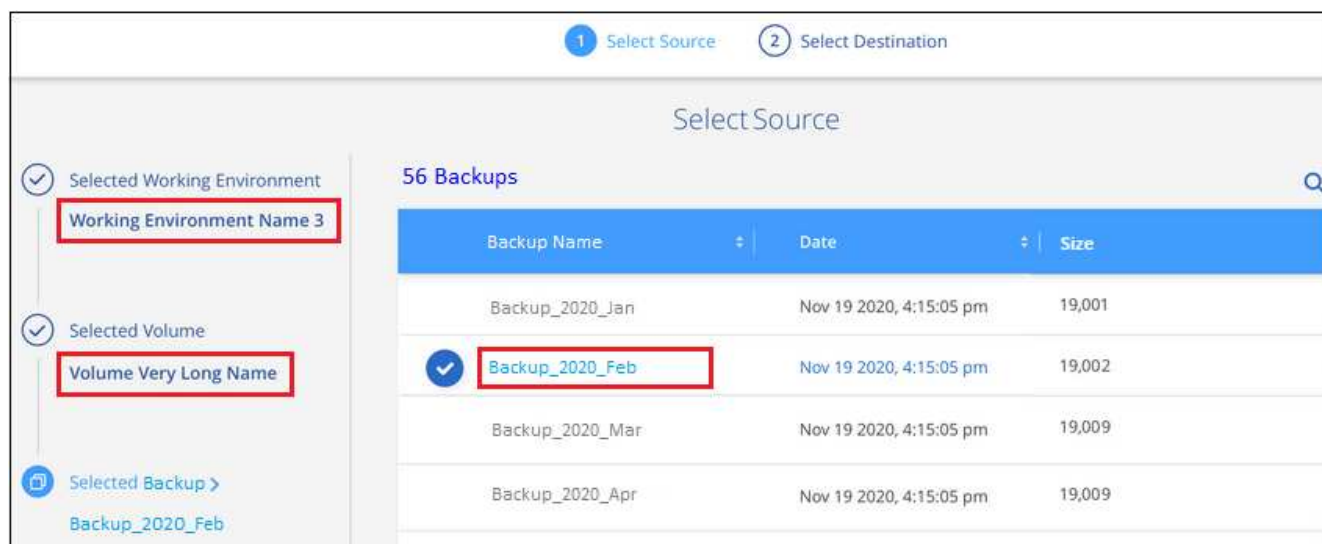 1 Select Source 2 Select Destination
Select Source
Selected Working Environment
Working Environment Name 3
Selected Volume
Volume Very Long Name
Selected Backup >
Backup_2020_Feb
56 Backups
Backup Name Date Size
Backup_2020_Jan Nov 19 2020, 4:15:05 pm 19,001
Backup_2020_Feb Nov 19 2020, 4:15:05 pm 19,002
Backup_2020_Mar Nov 19 2020, 4:15:05 pm 19,009
Backup_2020_Apr Nov 19 2020, 4:15:05 pm 19,009